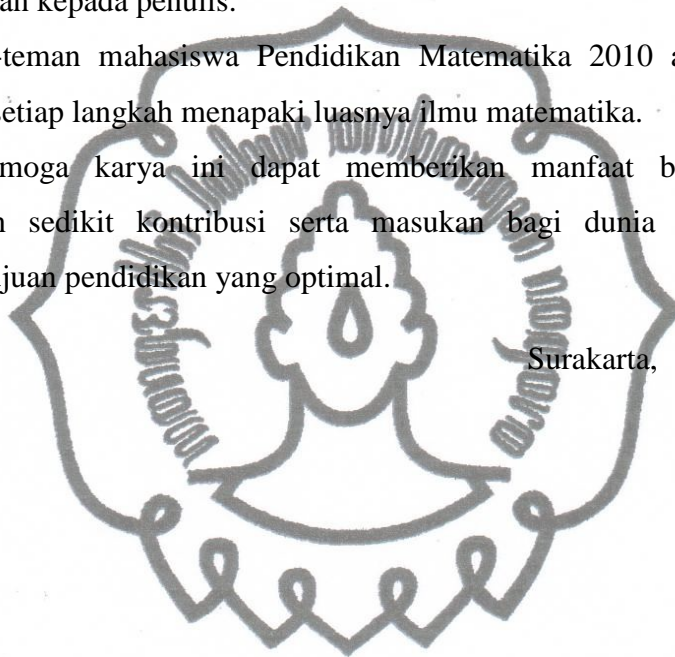 an kepada penulis.
-teman mahasiswa Pendidikan Matematika 2010 a
setiap langkah menapaki luasnya ilmu matematika.
moga karya ini dapat memberikan manfaat b
n sedikit kontribusi serta masukan bagi dunia
juan pendidikan yang optimal.
Surakarta,